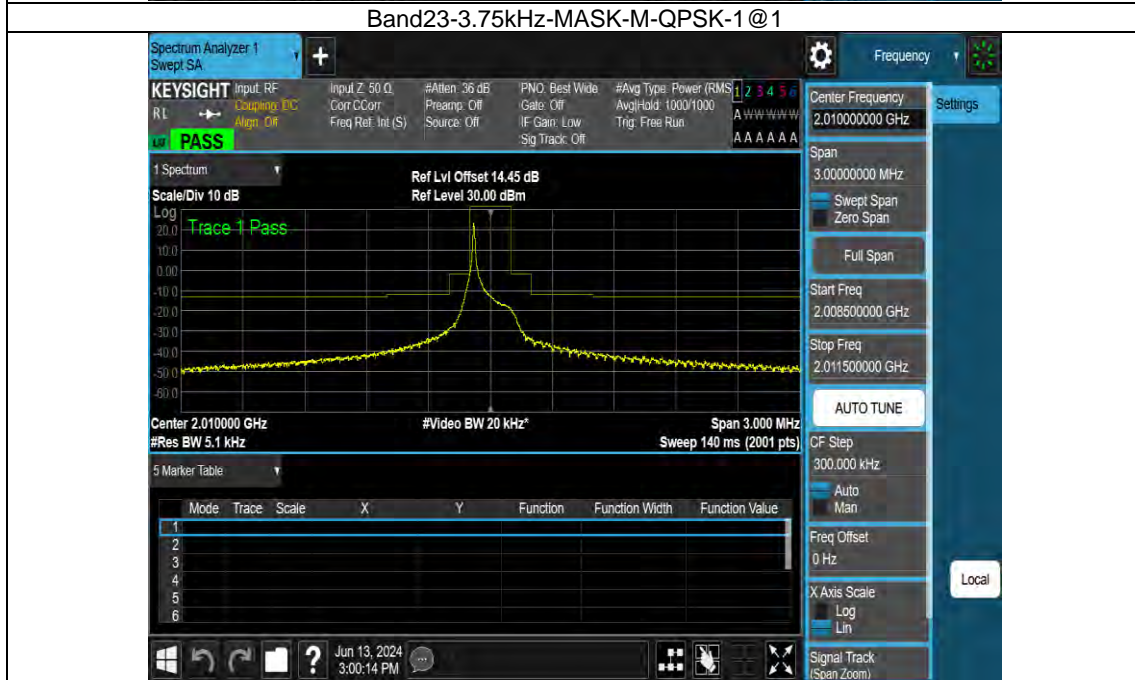 Band23-3.75kHz-MASK-M-QPSK-1@1
Spectrum Analyzer 1
Swept SA
+
Frequency
KEYSIGHT
RL
LXI
PASS
Input: RF
Coupling: DC
Align: Off
Input Z: 50 Ω
Corr CCorr
Freq Ref: Int (S)
#Atten: 36 dB
Preamp: Off
Source: Off
PNO: Best Wide
Gate: Off
IF Gain: Low
Sig Track: Off
#Avg Type: Power (RMS
Avg|Hold: 1000/1000
Trig: Free Run
1 2 3 4 5 6
A W W W W W
A A A A A A
Center Frequency
2.010000000 GHz
Settings
Span
3.00000000 MHz
Swept Span
Zero Span
Full Span
Start Freq
2.008500000 GHz
Stop Freq
2.011500000 GHz
AUTO TUNE
CF Step
300.000 kHz
Auto
Man
Freq Offset
0 Hz
X Axis Scale
Log
Lin
Signal Track
(Span Zoom)
Local
1 Spectrum
Scale/Div 10 dB
Ref Lvl Offset 14.45 dB
Ref Level 30.00 dBm
Log
Trace 1 Pass
20.0
10.0
0.00
-10.0
-20.0
-30.0
-40.0
-50.0
-60.0
Center 2.010000 GHz
#Video BW 20 kHz*
Span 3.000 MHz
#Res BW 5.1 kHz
Sweep 140 ms (2001 pts)
5 Marker Table
Mode Trace Scale X Y Function Function Width Function Value
1
2
3
4
5
6
?
Jun 13, 2024
3:00:14 PM